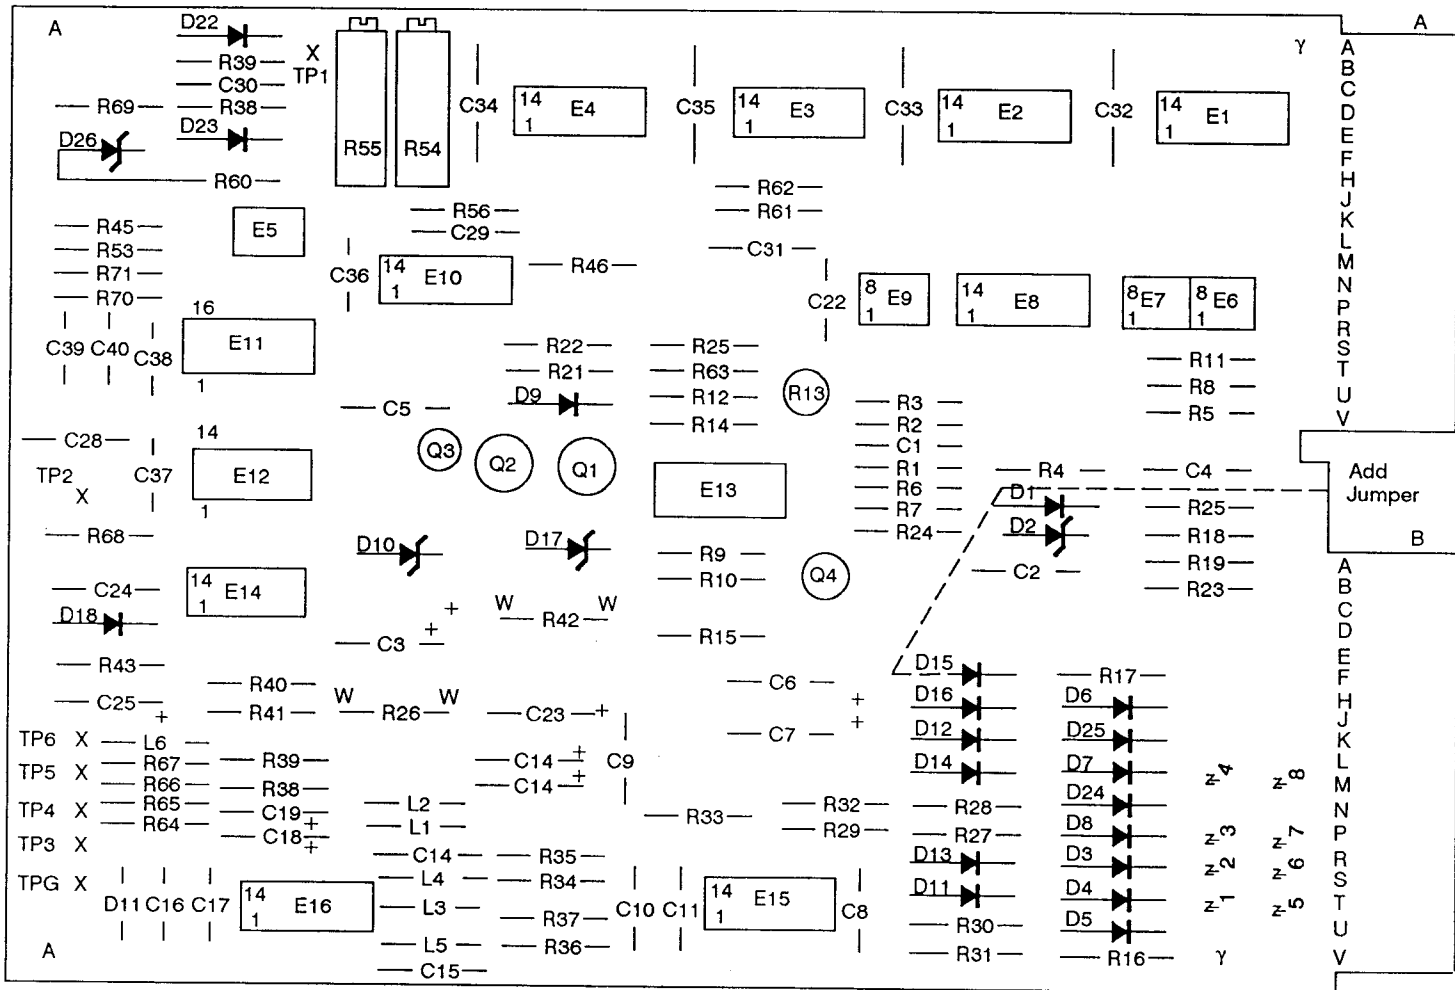 A
D22
R39
C30
R38
D23
R69
D26
R60
X
TP1
R55
R54
C34
14
E4
1
C35
14
E3
1
C33
14
E2
1
C32
14
E1
1
γ
A
A
B
C
D
E
F
H
J
K
L
M
N
P
R
S
T
U
V
R45
R53
R71
R70
E5
R56
C29
C36
14
E10
1
R46
R62
R61
C31
C22
8
E9
1
14
E8
1
8
E7
1
8
E6
1
C39
C40
C38
16
E11
1
R22
R21
D9
R25
R63
R12
R14
R13
R11
R8
R5
C5
R3
R2
C1
R1
R6
R7
R24
C28
TP2
X
C37
14
E12
1
Q3
Q2
Q1
E13
R4
D1
D2
C2
C4
R25
R18
R19
R23
Add
Jumper
B
R68
D10
D17
R9
R10
Q4
C24
D18
14
E14
1
C3
+
+
W
R42
W
R15
A
B
C
D
E
F
H
J
K
L
M
N
P
R
S
T
U
V
R43
C25
+
R40
R41
W
R26
W
C23
+
C6
+
C7
+
D15
D16
D12
D14
R17
D6
D25
D7
D24
D8
D3
D4
D5
R16
TP6 X
TP5 X
TP4 X
TP3 X
TPG X
L6
R67
R66
R65
R64
R39
R38
C19
C18
+
+
L2
L1
C14
L4
L3
L5
C15
C14
+
C14
+
C9
R33
R32
R29
R28
R27
D13
D11
R30
R31
R35
R34
R37
R36
D11
C16
C17
14
E16
1
C10
C11
14
E15
1
C8
z-4
z-8
z-3
z-7
z-2
z-6
z-1
z-5
γ
A